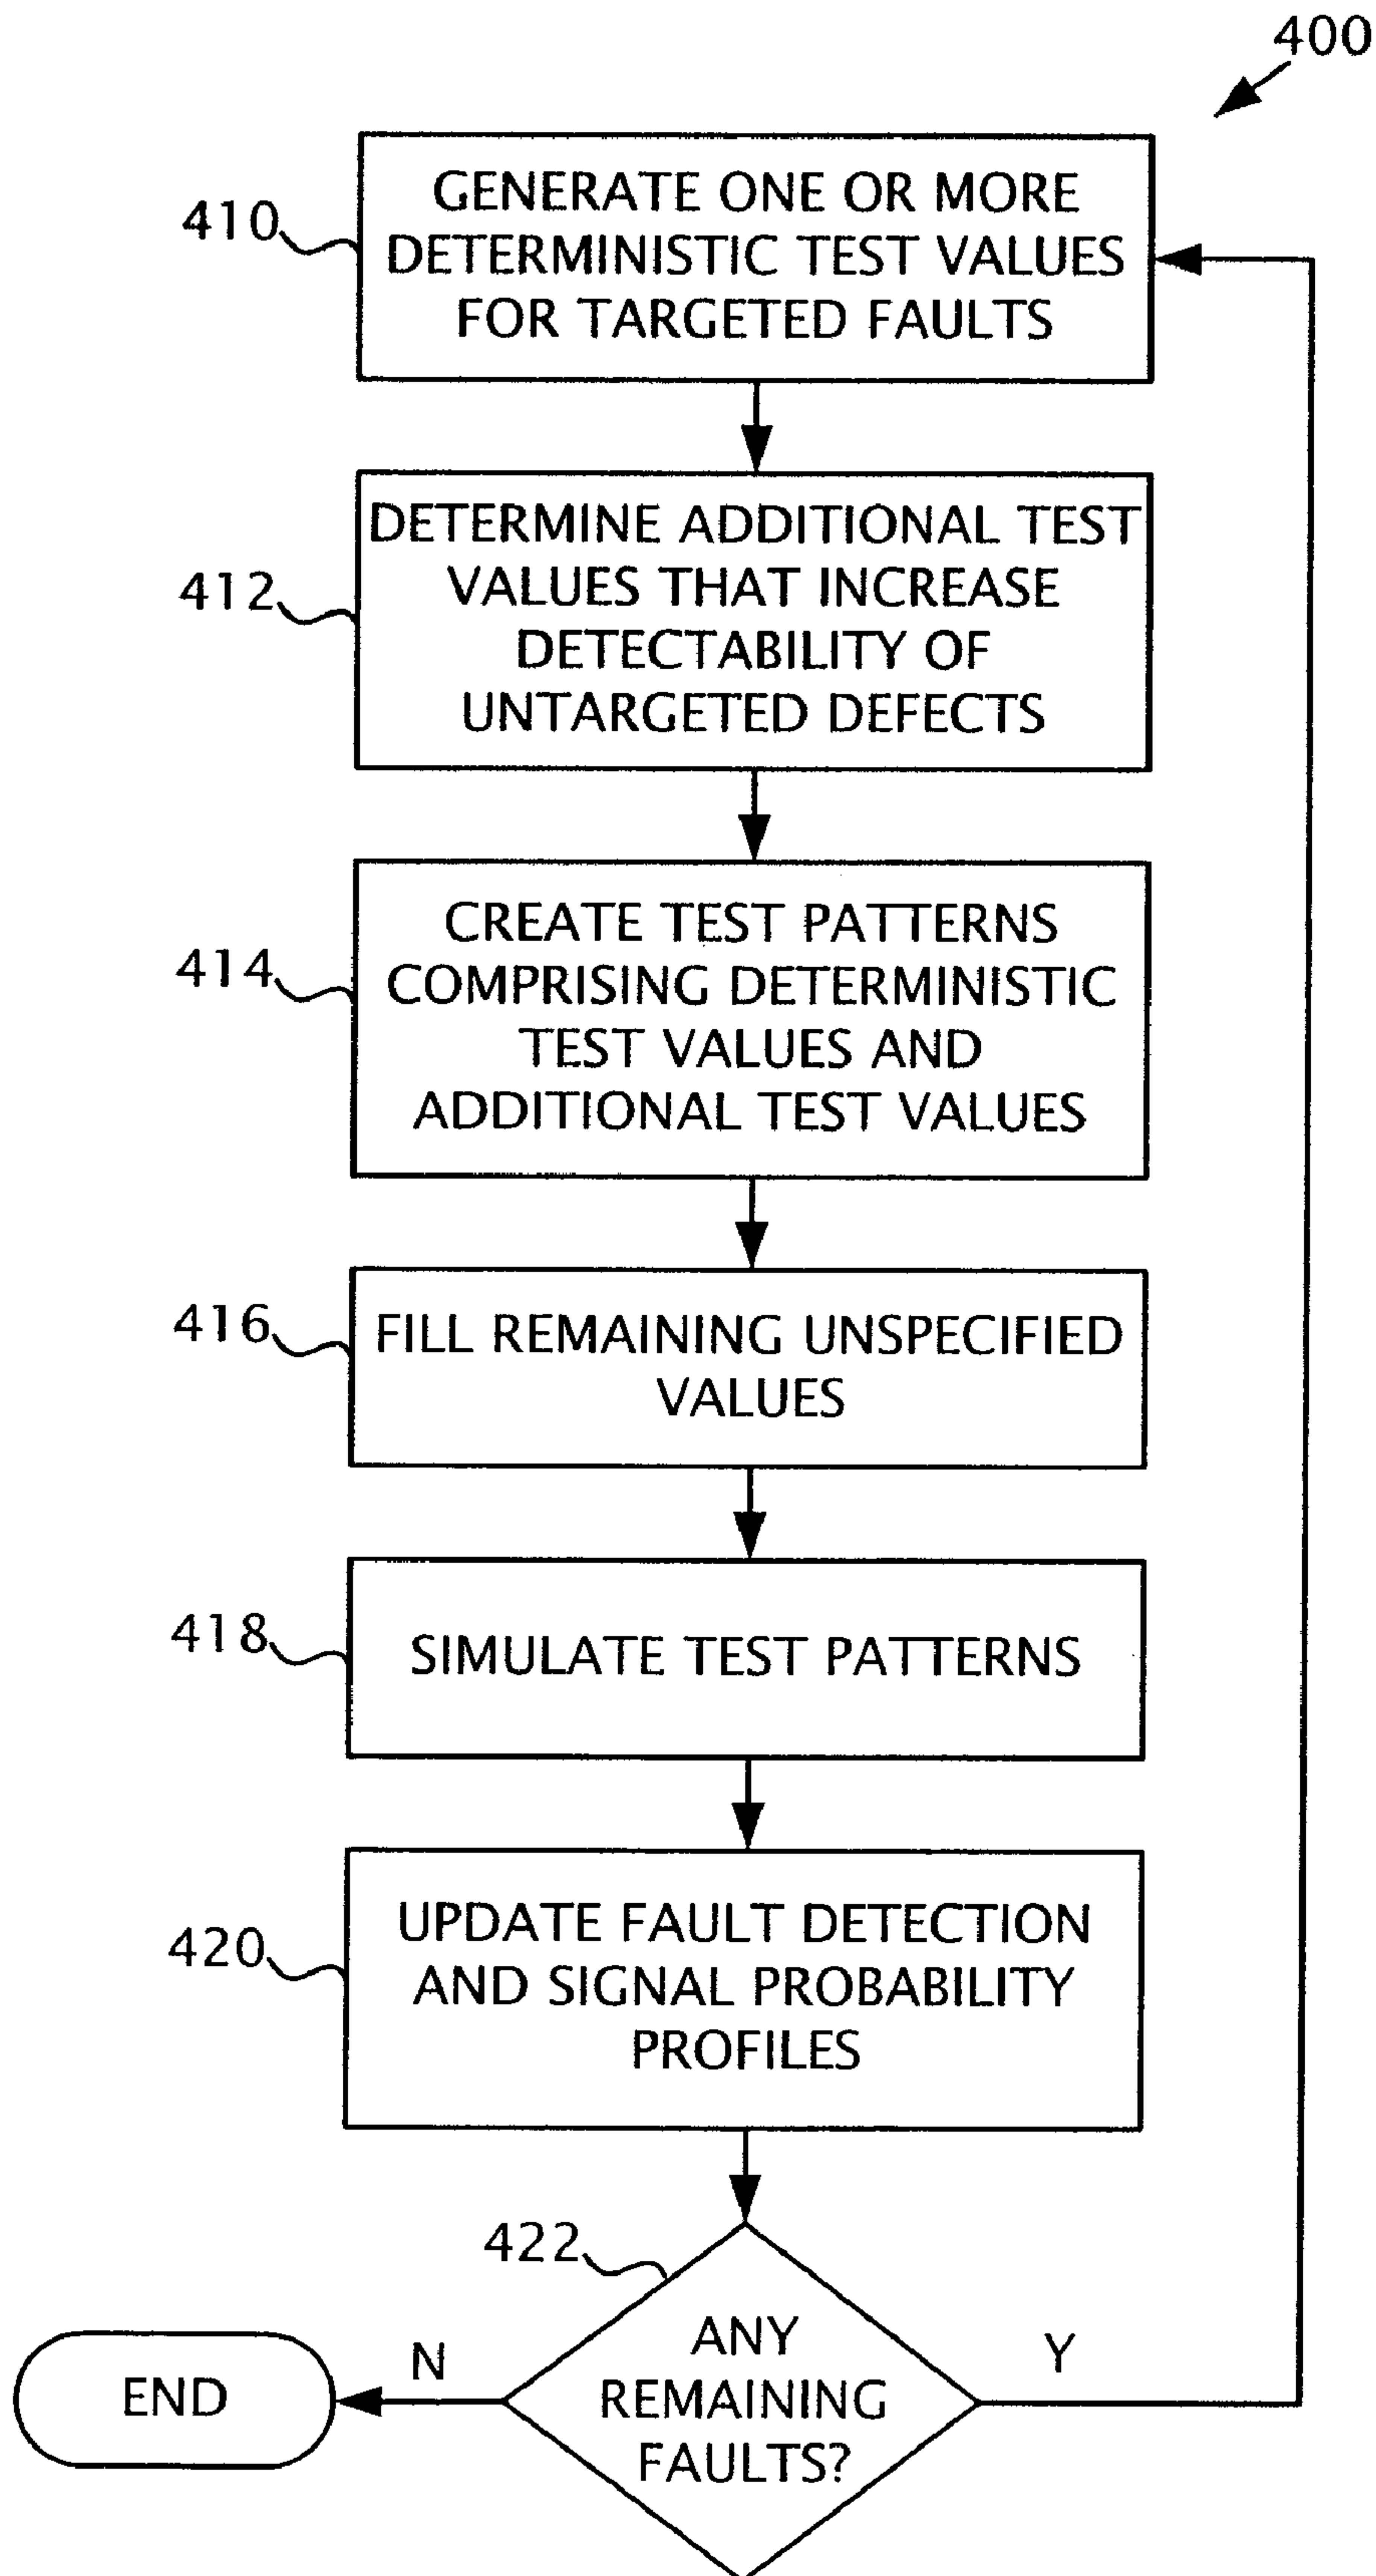 400
410
GENERATE ONE OR MORE
DETERMINISTIC TEST VALUES
FOR TARGETED FAULTS
412
DETERMINE ADDITIONAL TEST
VALUES THAT INCREASE
DETECTABILITY OF
UNTARGETED DEFECTS
414
CREATE TEST PATTERNS
COMPRISING DETERMINISTIC
TEST VALUES AND
ADDITIONAL TEST VALUES
416
FILL REMAINING UNSPECIFIED
VALUES
418
SIMULATE TEST PATTERNS
420
UPDATE FAULT DETECTION
AND SIGNAL PROBABILITY
PROFILES
422
ANY
REMAINING
FAULTS?
N
Y
END